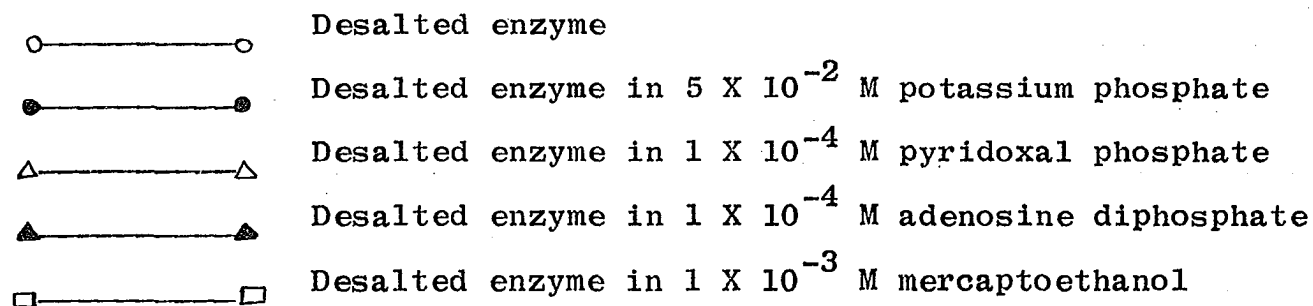 Desalted enzyme
Desalted enzyme in 5 X 10⁻² M potassium phosphate
Desalted enzyme in 1 X 10⁻⁴ M pyridoxal phosphate
Desalted enzyme in 1 X 10⁻⁴ M adenosine diphosphate
Desalted enzyme in 1 X 10⁻³ M mercaptoethanol